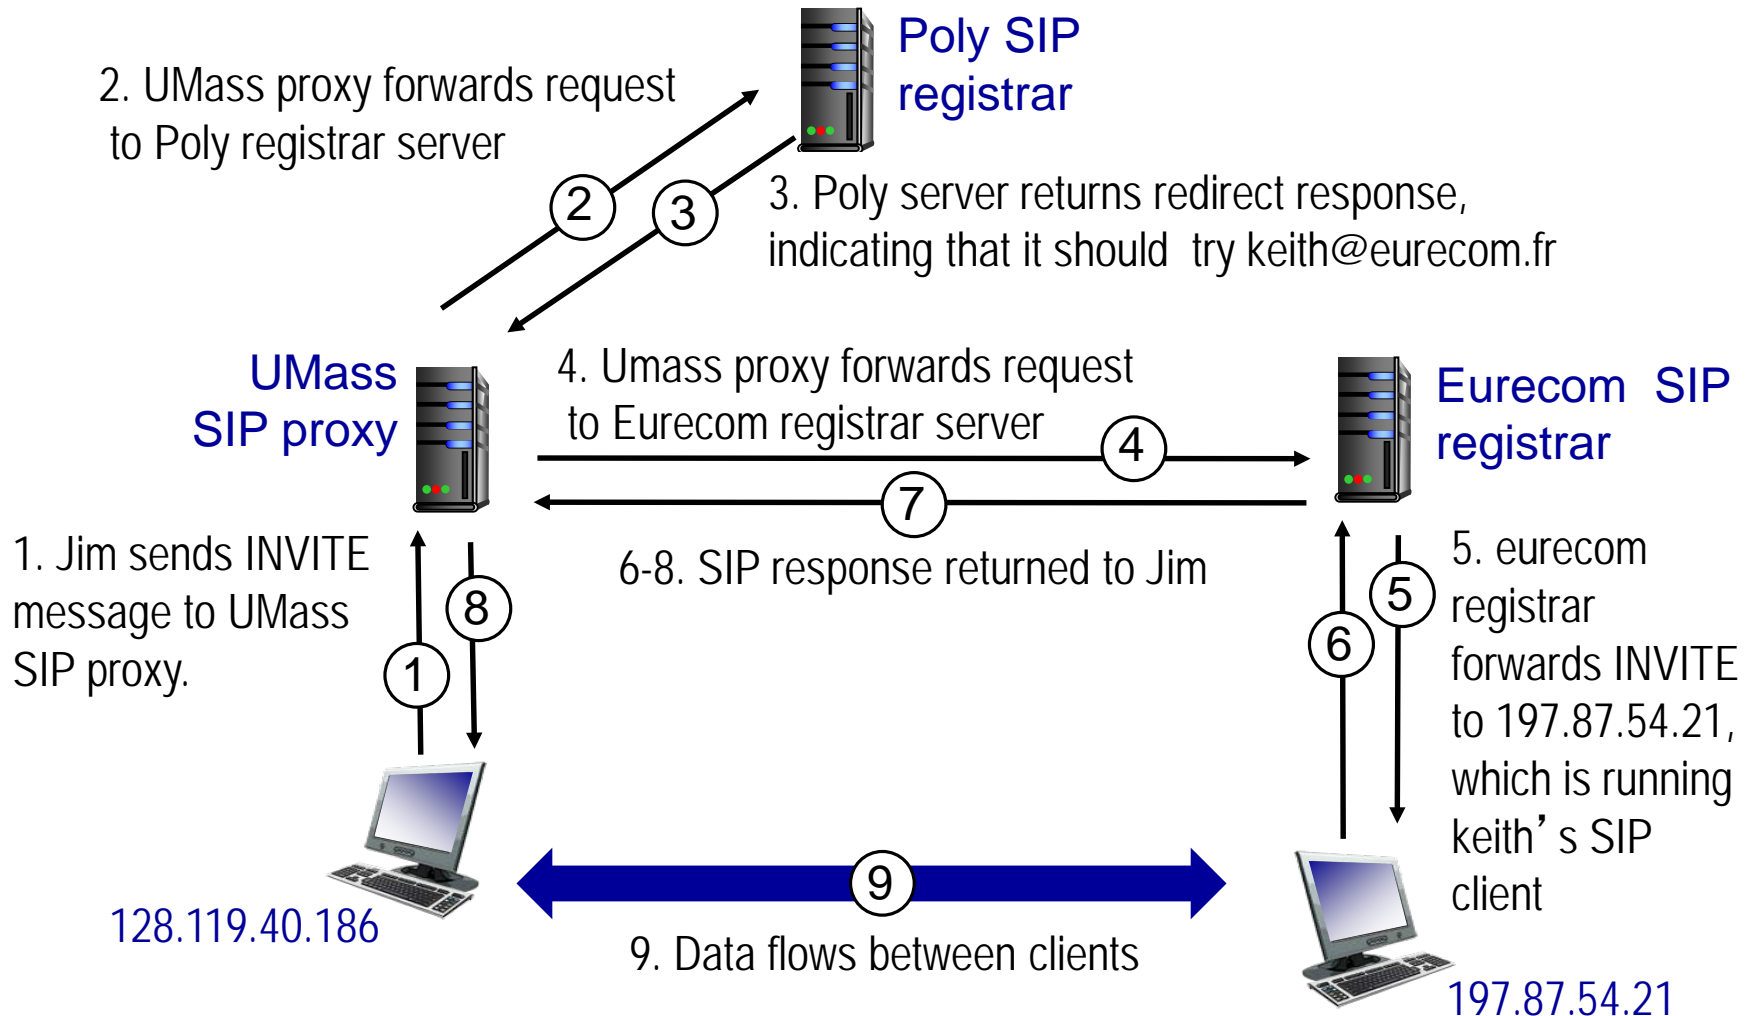 Poly SIP
registrar
2. UMass proxy forwards request
to Poly registrar server
2
3
3. Poly server returns redirect response,
indicating that it should try keith@eurecom.fr
UMass
SIP proxy
4. Umass proxy forwards request
to Eurecom registrar server
4
Eurecom SIP
registrar
7
1. Jim sends INVITE
message to UMass
SIP proxy.
8
1
6-8. SIP response returned to Jim
5
6
5. eurecom
registrar
forwards INVITE
to 197.87.54.21,
which is running
keith’s SIP
client
9
128.119.40.186
9. Data flows between clients
197.87.54.21